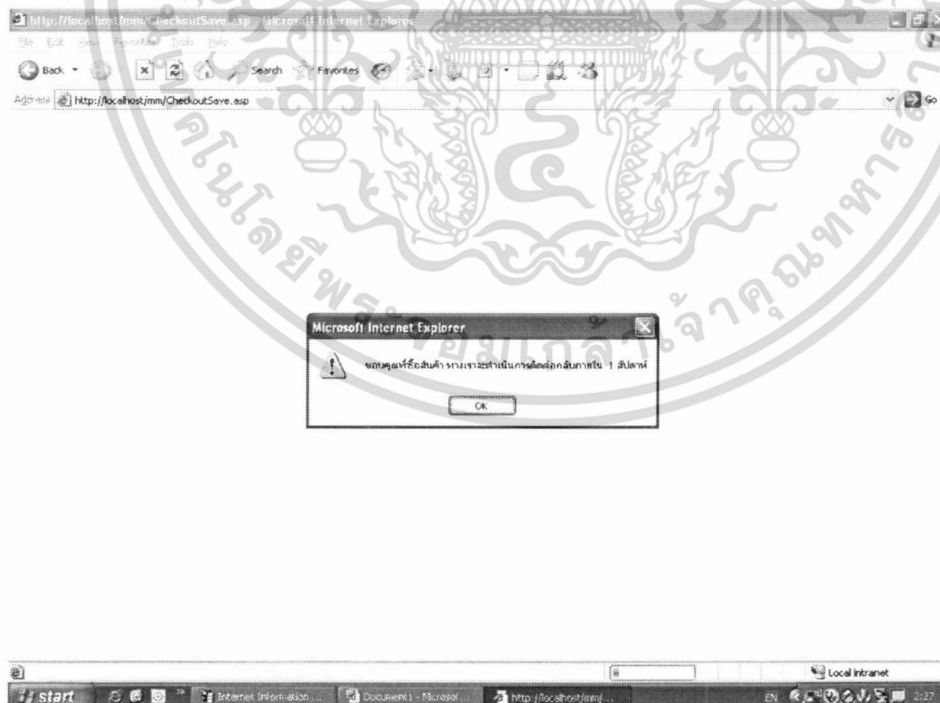 http://localhost/mm/CheckoutSave.asp - Microsoft Internet Explorer
File Edit View Favorites Tools Help
Back Search Favorites
Address http://localhost/mm/CheckoutSave.asp Go
Microsoft Internet Explorer
ขอบคุณที่ซื้อสินค้า ทางเราจะดำเนินการติดต่อกลับภายใน 1 สัปดาห์
OK
Local intranet
start Internet Information ... Document1 - Microsof... http://localhost/mm/... EN 2:27